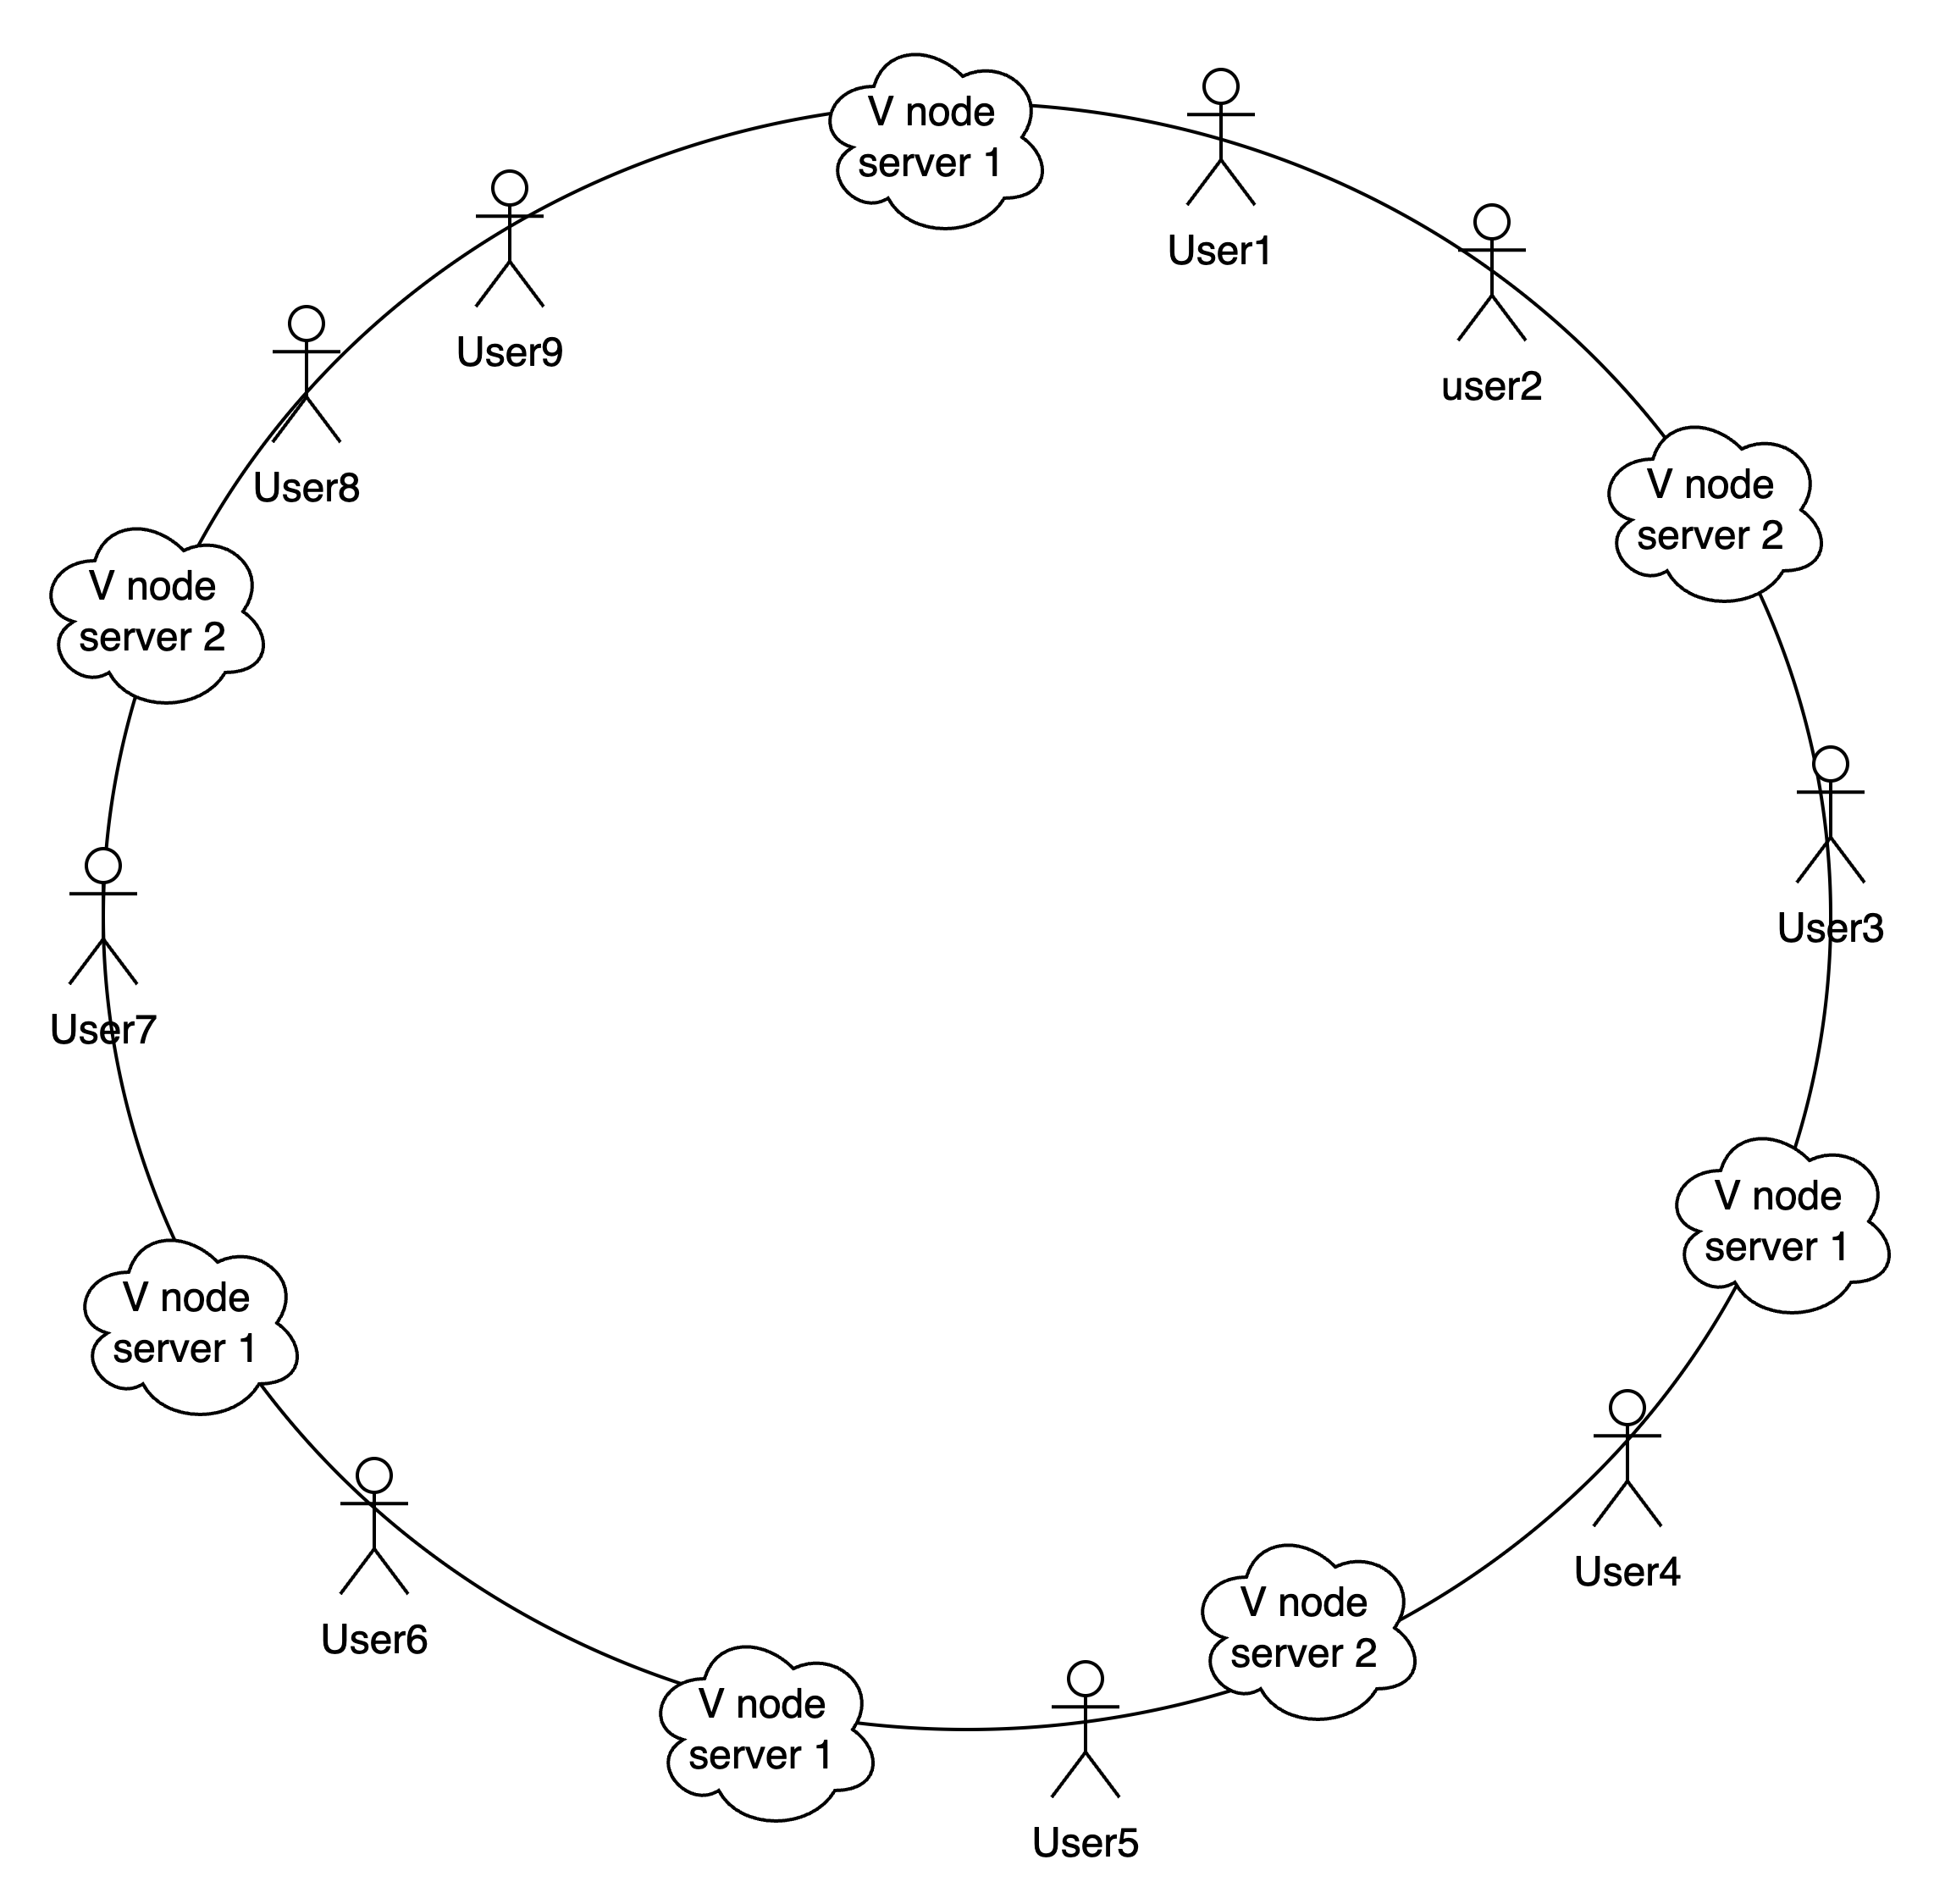 V node
server 1
User1
User9
user2
User8
V node
server 2
V node
server 2
User3
User7
V node
server 1
V node
server 1
User4
User6
V node
server 2
V node
server 1
User5